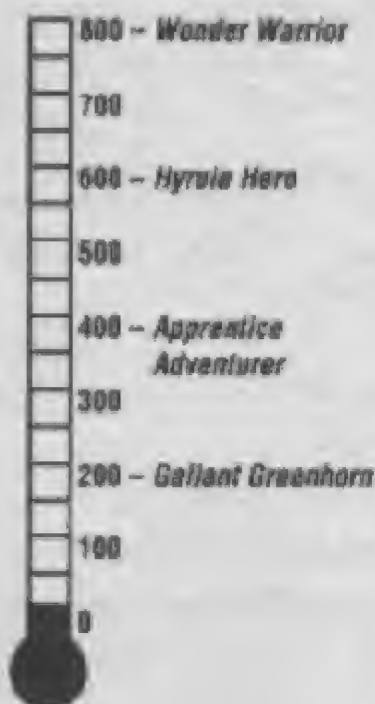 800 – Wonder Warrior
700
600 – Hyrule Hero
500
400 – Apprentice
Adventurer
300
200 – Gallant Greenhorn
100
0